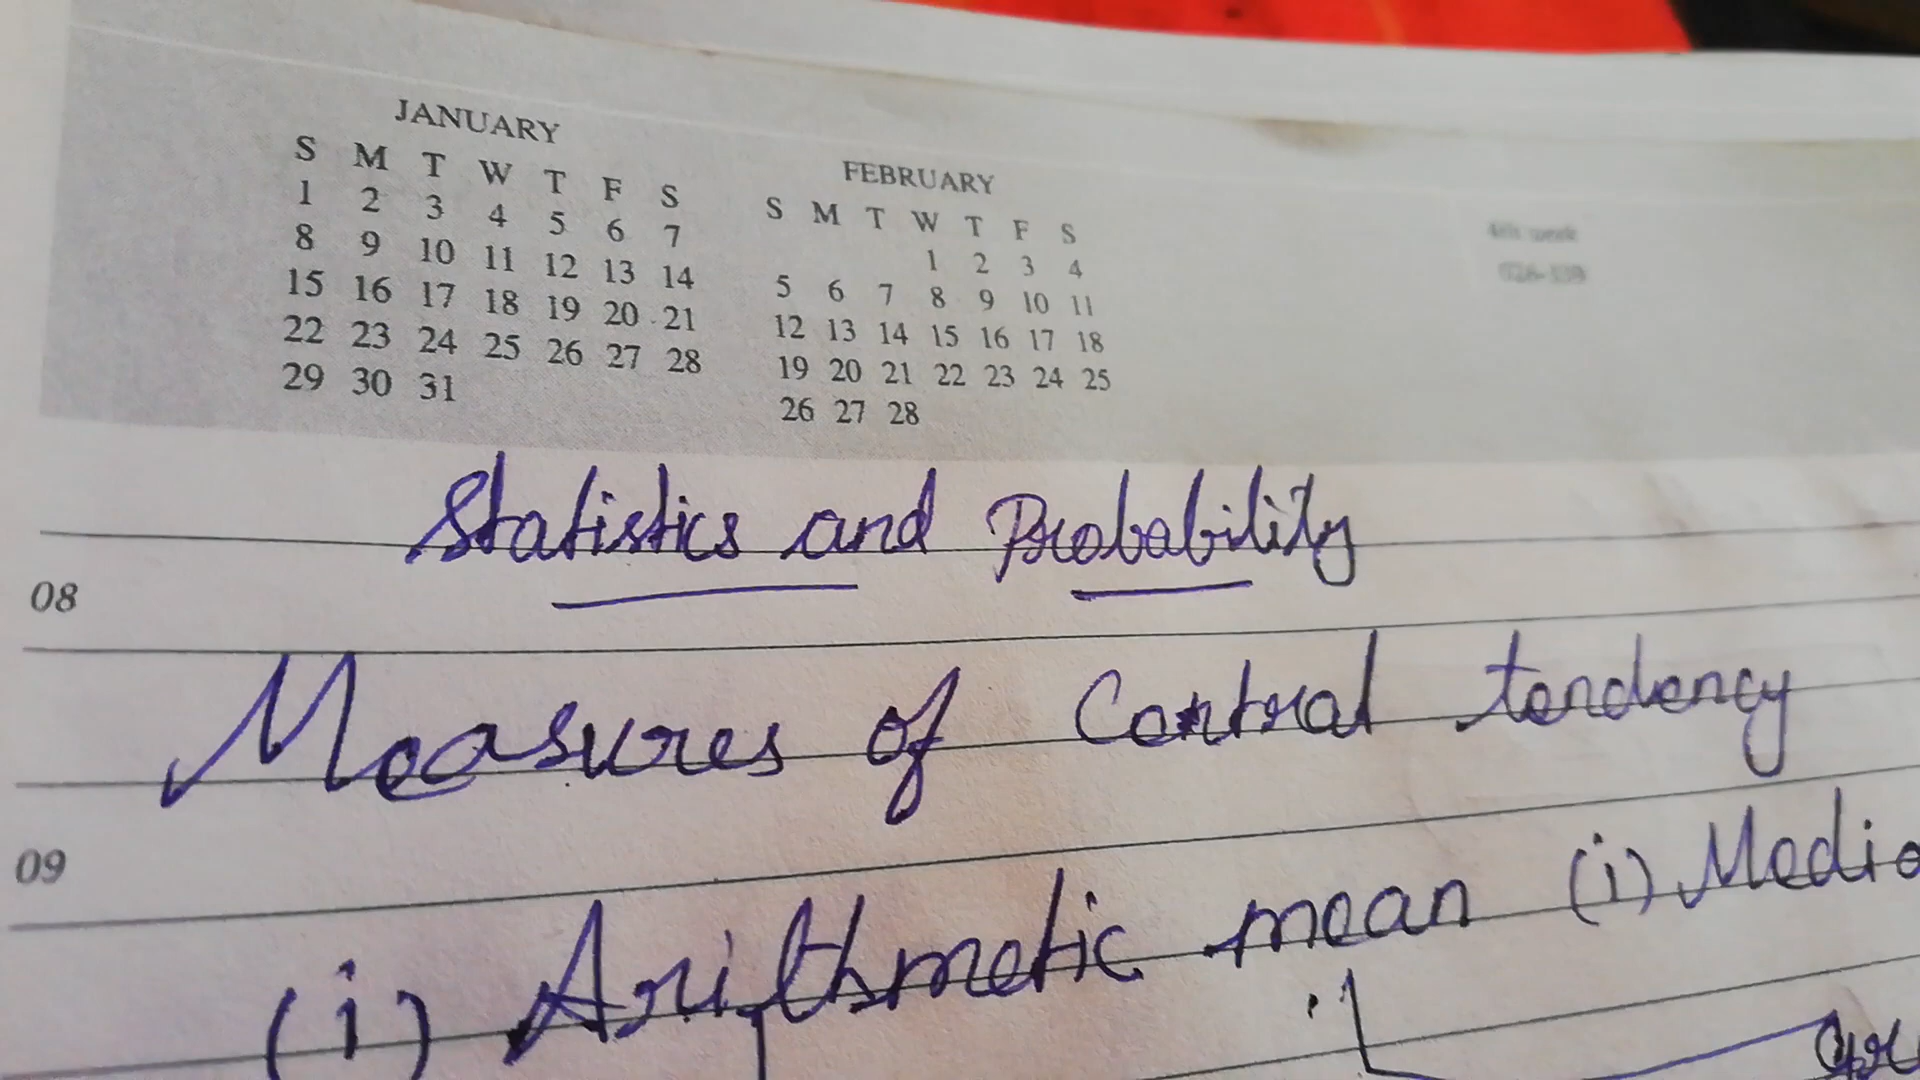 JANUARY
S M T W T F S
1 2 3 4 5 6 7
8 9 10 11 12 13 14
15 16 17 18 19 20 21
22 23 24 25 26 27 28
29 30 31
FEBRUARY
S M T W T F S
1 2 3 4
5 6 7 8 9 10 11
12 13 14 15 16 17 18
19 20 21 22 23 24 25
26 27 28
4th week
Statistics and Probability
08
Measures of Central tendency
09
(i) Arithmetic mean (i) Media